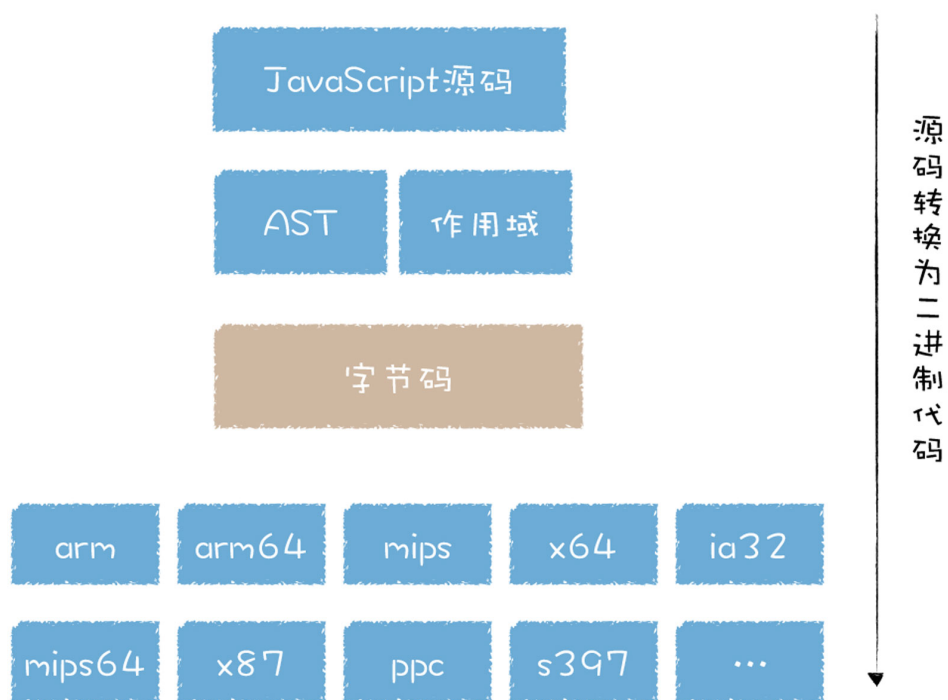 JavaScript源码
AST
作用域
字节码
arm
arm64
mips
x64
ia32
mips64
x87
ppc
s397
...
源码转换为二进制代码